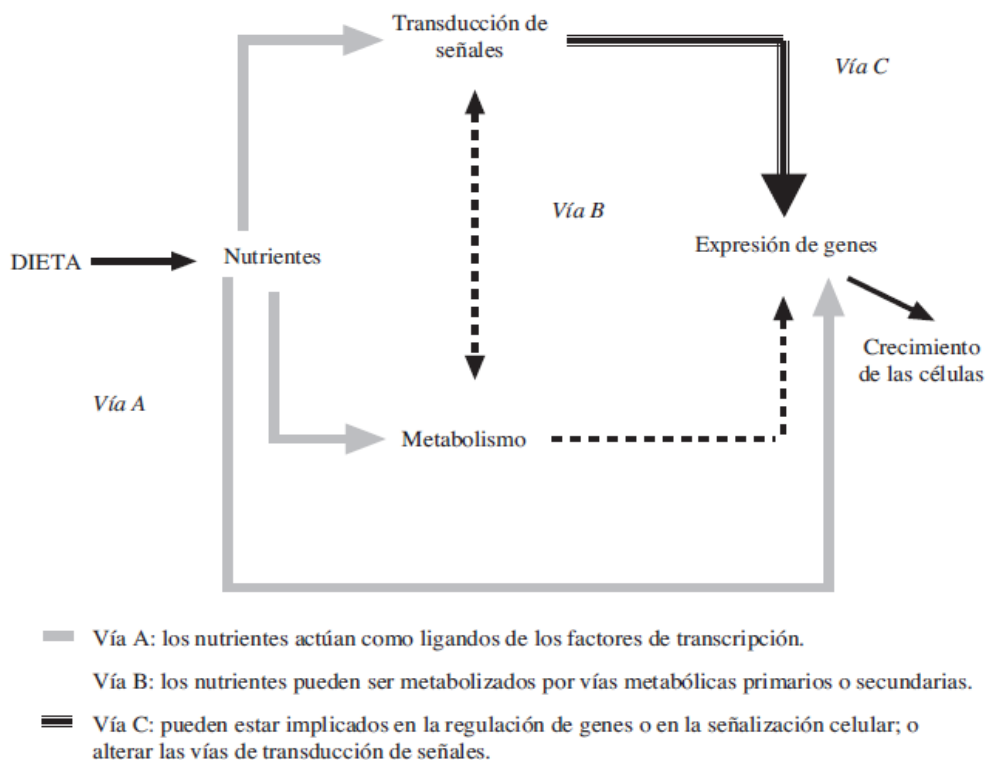 Transducción de
señales
Vía C
Vía B
Expresión de genes
DIETA
Nutrientes
Crecimiento
de las células
Vía A
Metabolismo
Vía A: los nutrientes actúan como ligandos de los factores de transcripción.
Vía B: los nutrientes pueden ser metabolizados por vías metabólicas primarios o secundarias.
Vía C: pueden estar implicados en la regulación de genes o en la señalización celular; o
alterar las vías de transducción de señales.